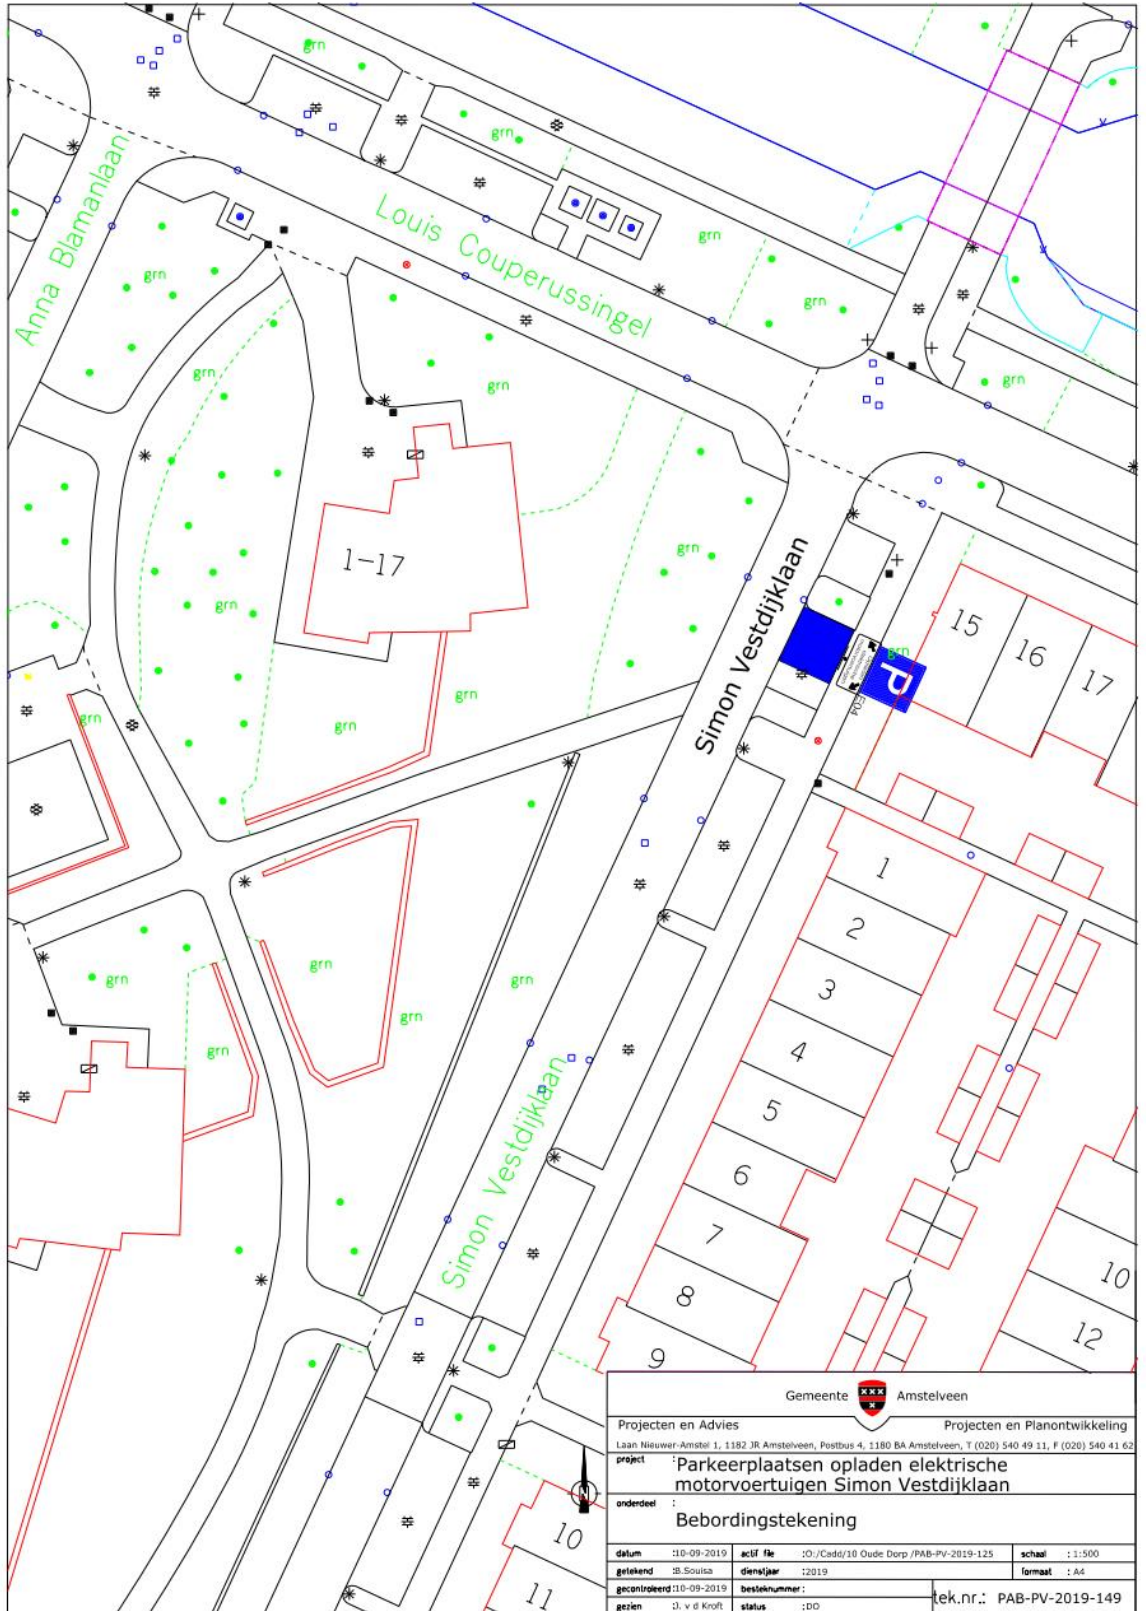 grn
grn
Anna Blamanlaan
Louis Couperussingel
grn
grn
grn
grn
grn
grn
grn
1-17
grn
grn
Simon Vestdijklaan
15
16
17
grn
P
E04
grn
grn
grn
1
2
3
4
5
6
7
8
9
grn
grn
grn
grn
grn
Simon Vestdijklaan
10
12
10
11
Gemeente Amstelveen
Projecten en Advies Projecten en Planontwikkeling
Laan Nieuwer-Amstel 1, 1182 JR Amstelveen, Postbus 4, 1180 BA Amstelveen, T (020) 540 49 11, F (020) 540 41 62
project : Parkeerplaatsen opladen elektrische
motorvoertuigen Simon Vestdijklaan
onderdeel :
Bebordingstekening
datum :10-09-2019 actif file :O:/Cadd/10 Oude Dorp /PAB-PV-2019-125 schaal : 1:500
getekend :B.Souisa dienstjaar :2019 formaat : A4
gecontroleerd :10-09-2019 besteknummer :
gezien :J. v d Kroft status :DO tek.nr.: PAB-PV-2019-149